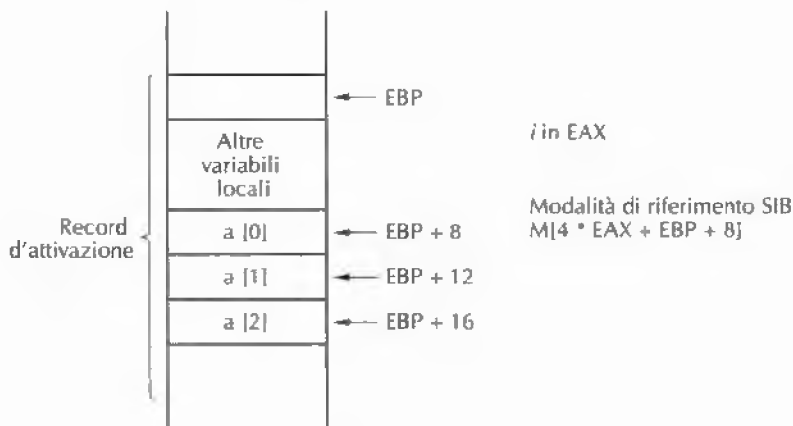 EBP
Altre
variabili
locali
i in EAX
Modalità di riferimento SIB
M[4 * EAX + EBP + 8]
Record
d'attivazione
a [0]
EBP + 8
a [1]
EBP + 12
a [2]
EBP + 16